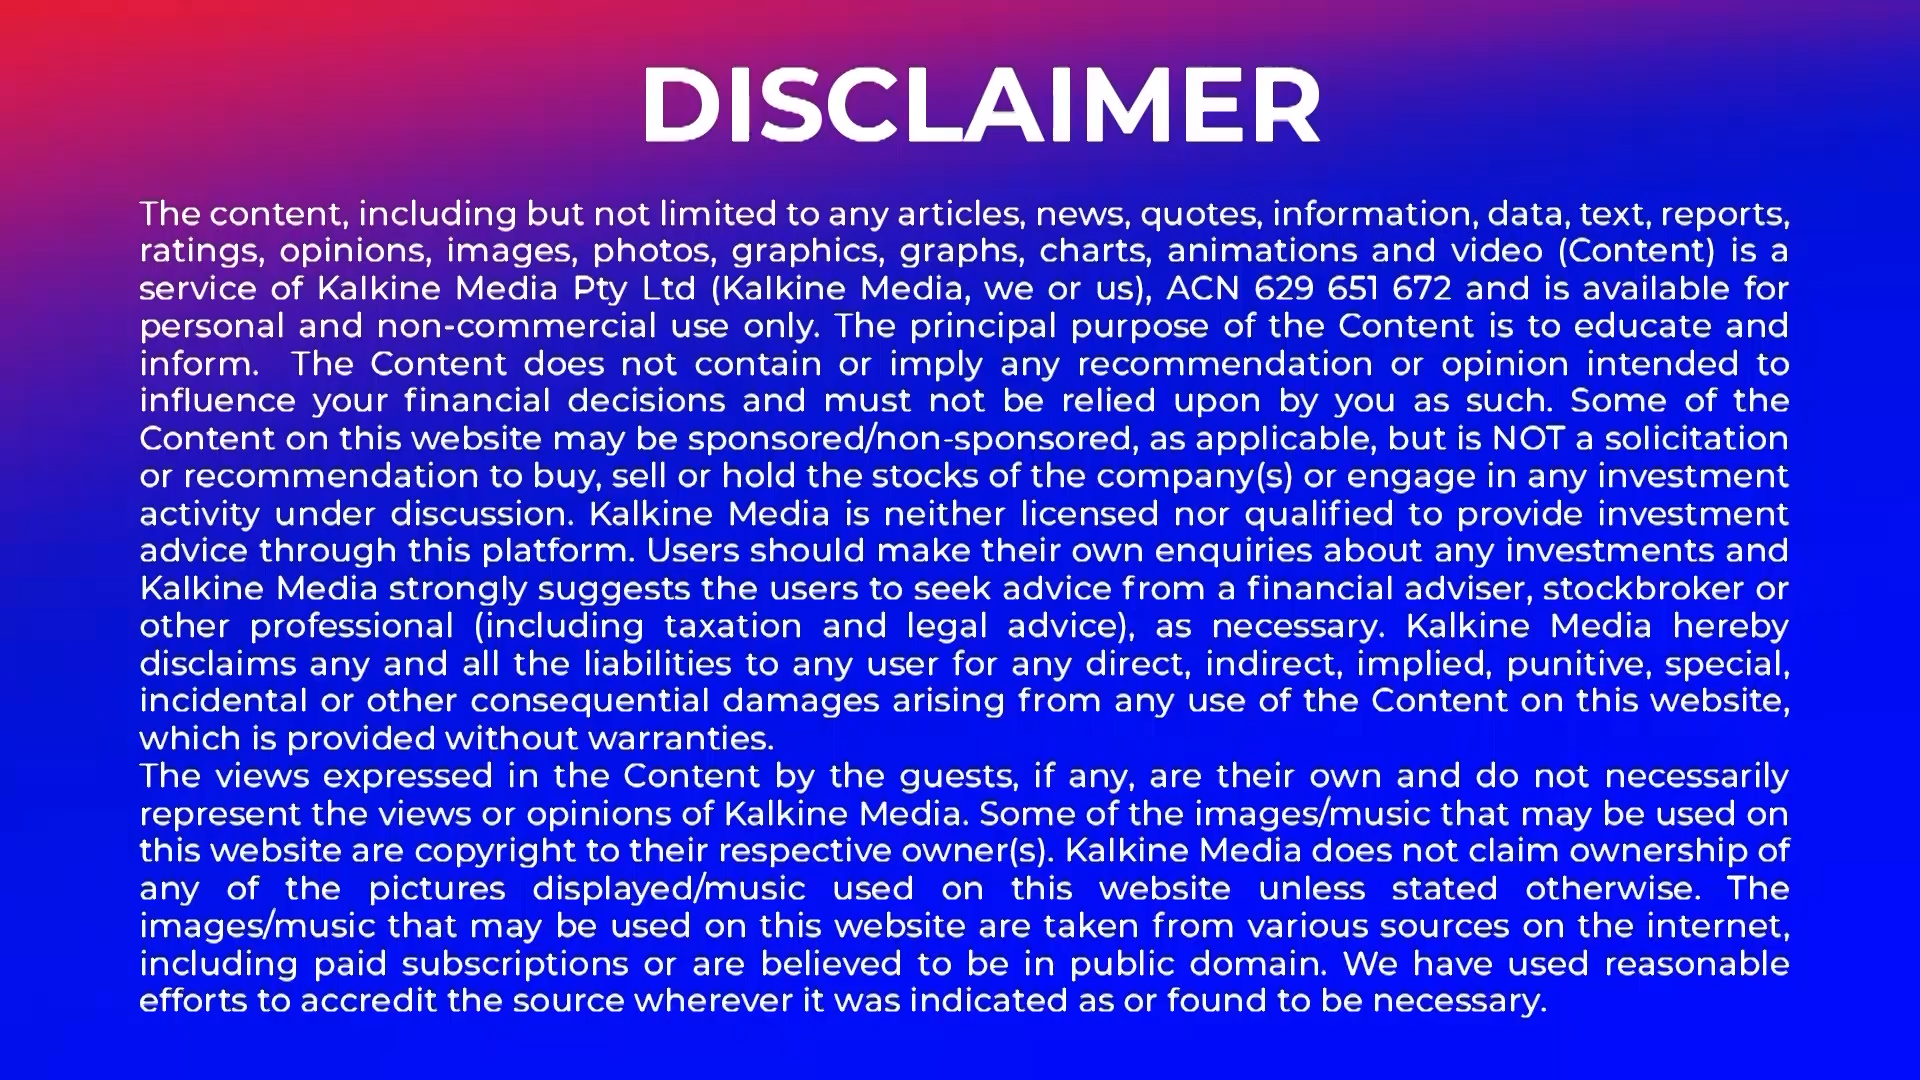 DISCLAIMER
The content, including but not limited to any articles, news, quotes, information, data, text, reports,
ratings, opinions, images, photos, graphics, graphs, charts, animations and video (Content) is a
service of Kalkine Media Pty Ltd (Kalkine Media, we or us), ACN 629 651 672 and is available for
personal and non-commercial use only. The principal purpose of the Content is to educate and
inform.  The Content does not contain or imply any recommendation or opinion intended to
influence your financial decisions and must not be relied upon by you as such. Some of the
Content on this website may be sponsored/non-sponsored, as applicable, but is NOT a solicitation
or recommendation to buy, sell or hold the stocks of the company(s) or engage in any investment
activity under discussion. Kalkine Media is neither licensed nor qualified to provide investment
advice through this platform. Users should make their own enquiries about any investments and
Kalkine Media strongly suggests the users to seek advice from a financial adviser, stockbroker or
other professional (including taxation and legal advice), as necessary. Kalkine Media hereby
disclaims any and all the liabilities to any user for any direct, indirect, implied, punitive, special,
incidental or other consequential damages arising from any use of the Content on this website,
which is provided without warranties.
The views expressed in the Content by the guests, if any, are their own and do not necessarily
represent the views or opinions of Kalkine Media. Some of the images/music that may be used on
this website are copyright to their respective owner(s). Kalkine Media does not claim ownership of
any of the pictures displayed/music used on this website unless stated otherwise. The
images/music that may be used on this website are taken from various sources on the internet,
including paid subscriptions or are believed to be in public domain. We have used reasonable
efforts to accredit the source wherever it was indicated as or found to be necessary.